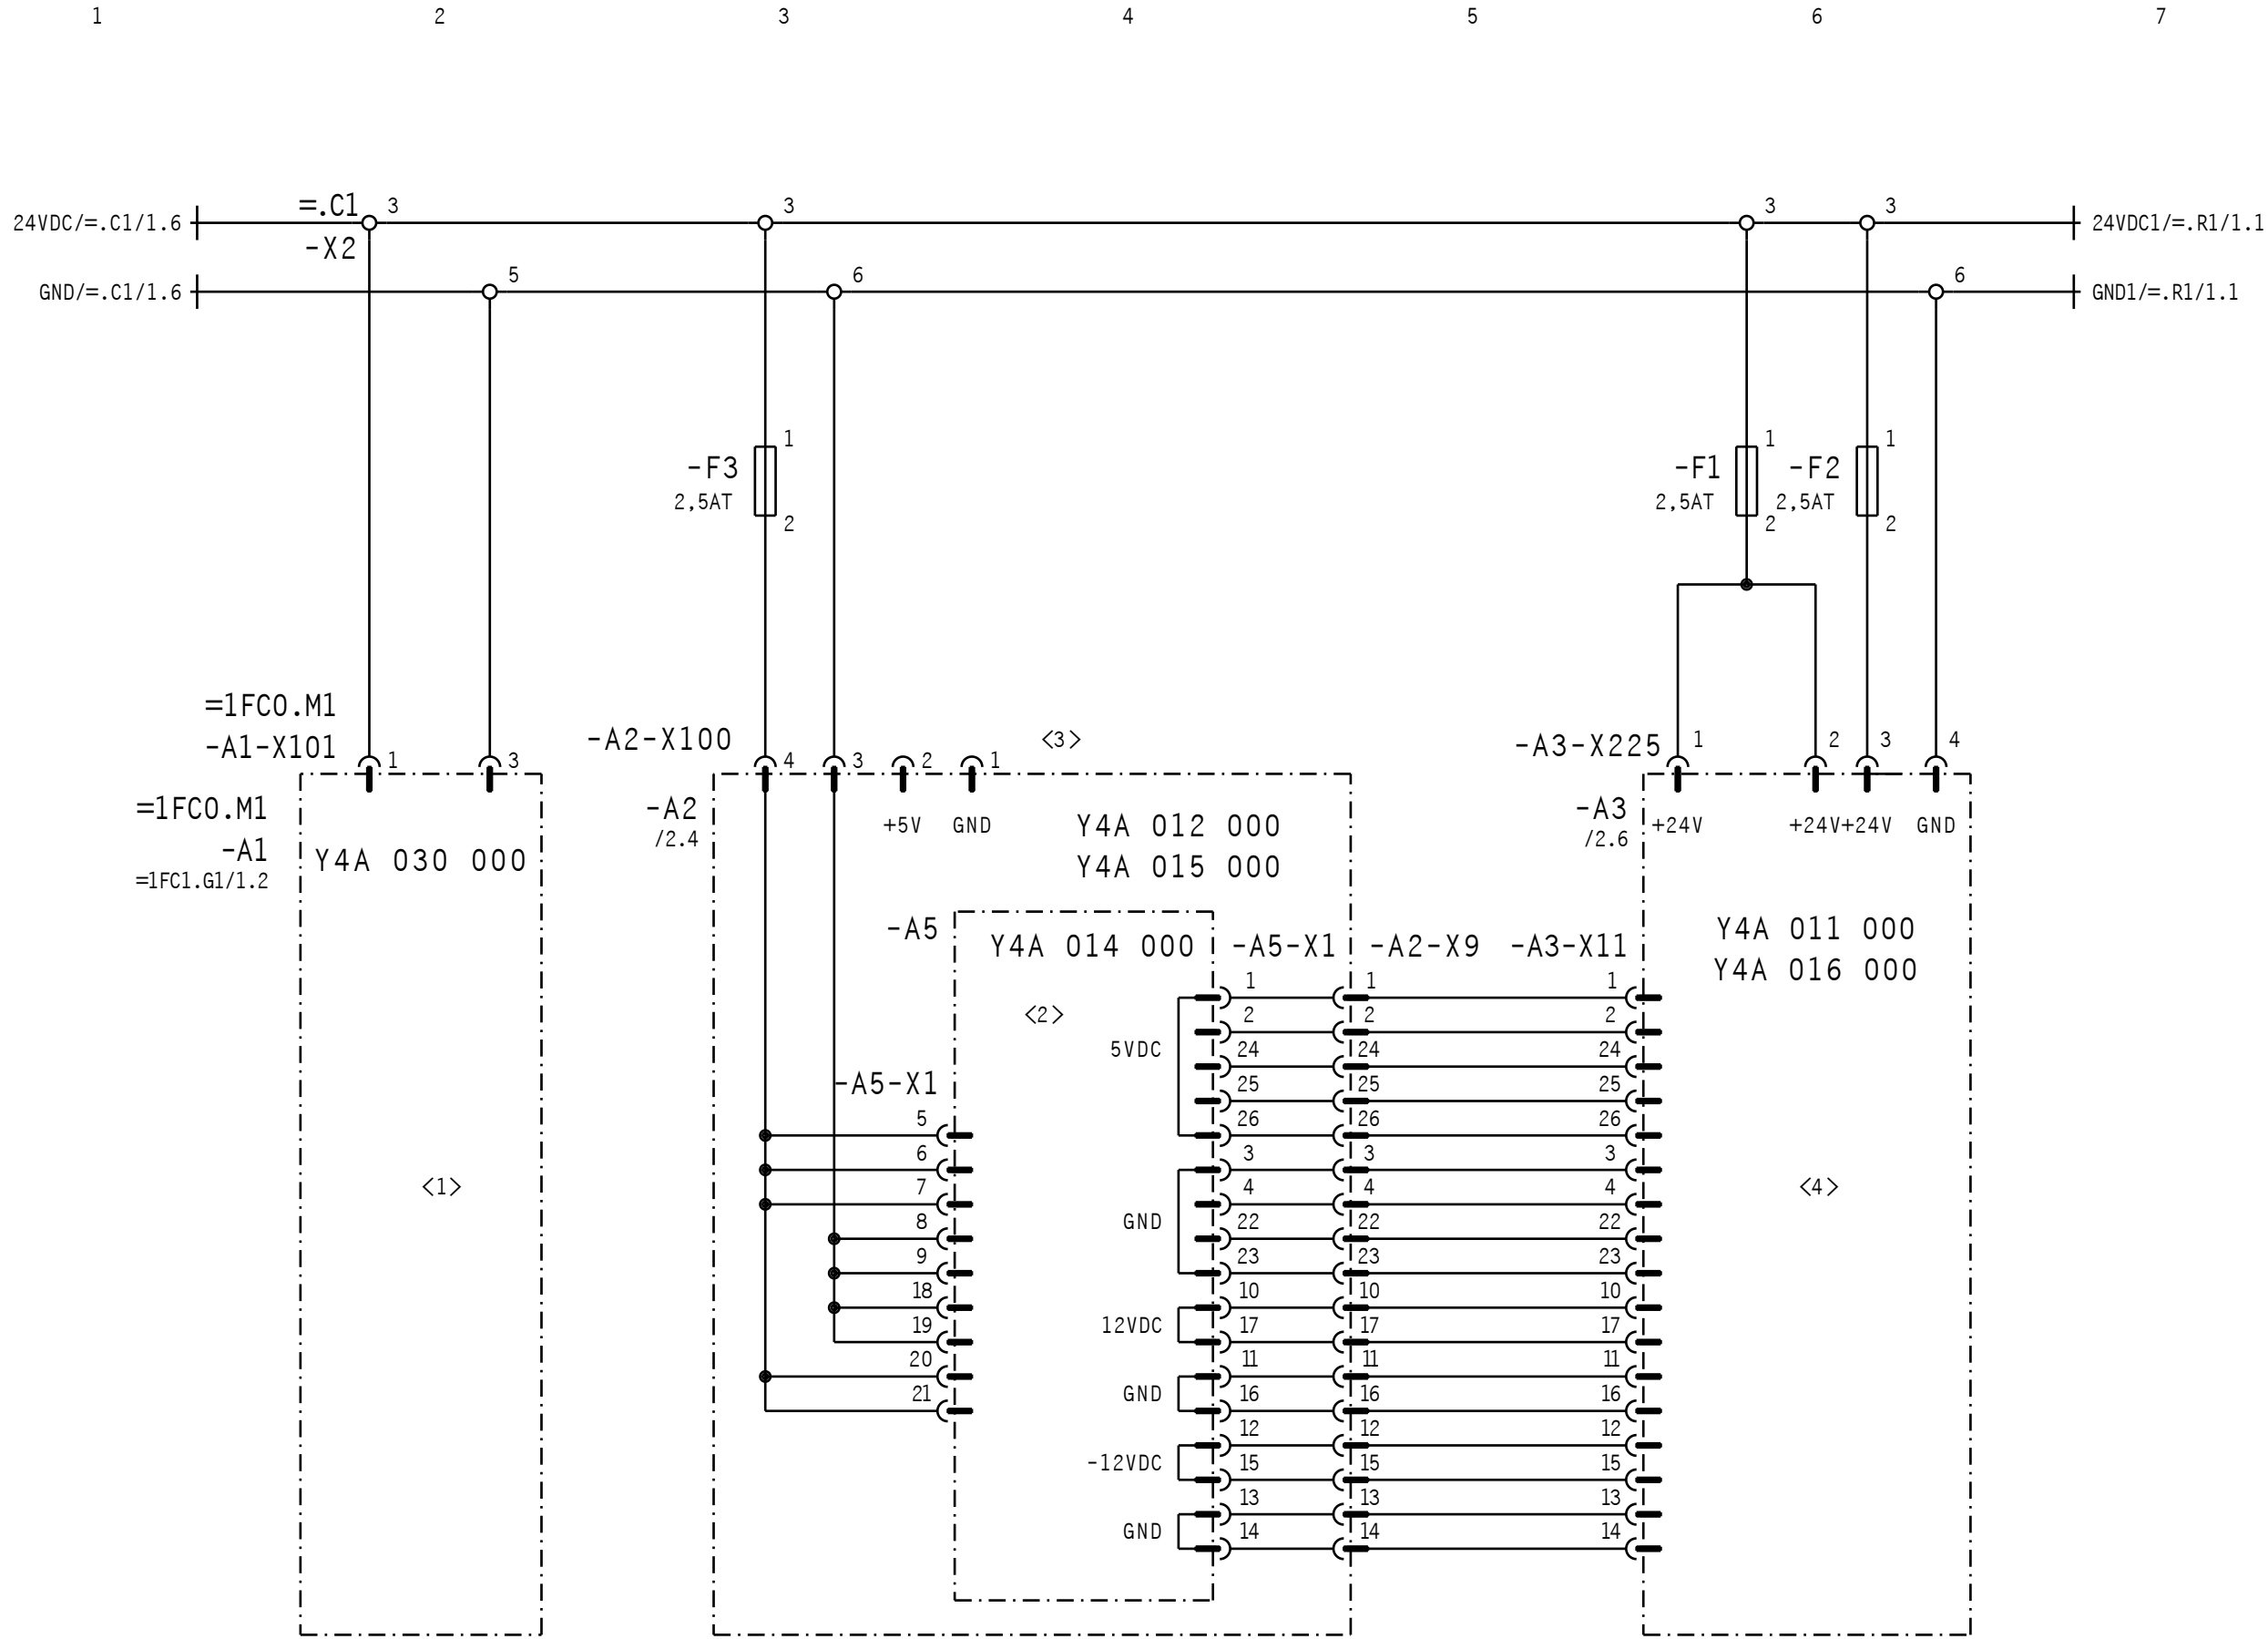 1 2 3 4 5 6 7
=.C1 3 3 3 3
24VDC/=.C1/1.6 24VDC1/=.R1/1.1
-X2
5 6 6
GND/=.C1/1.6 GND1/=.R1/1.1
1 1 1
-F3 -F1 -F2
2,5AT 2,5AT 2,5AT
2 2 2
=1FC0.M1
-A1-X101 1 3
-A2-X100 4 3 2 1 <3>
-A3-X225 1 2 3 4
=1FC0.M1
-A1
=1FC1.G1/1.2
Y4A 030 000
<1>
-A2
/2.4
+5V GND
Y4A 012 000
Y4A 015 000
-A3
/2.6
+24V +24V +24V GND
Y4A 011 000
Y4A 016 000
<4>
-A5
Y4A 014 000
<2>
-A5-X1
5
6
7
8
9
18
19
20
21
-A5-X1 -A2-X9 -A3-X11
1 1 1
2 2 2
5VDC 24 24 24
25 25 25
26 26 26
3 3 3
4 4 4
GND 22 22 22
23 23 23
10 10 10
12VDC 17 17 17
11 11 11
GND 16 16 16
12 12 12
-12VDC 15 15 15
13 13 13
GND 14 14 14